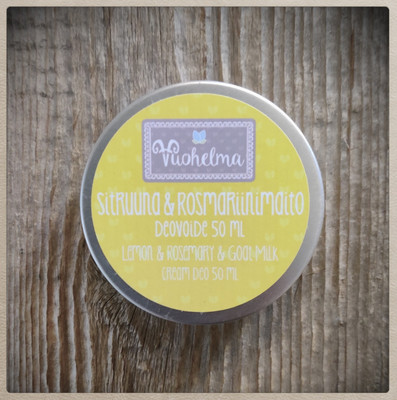 Vuohelma
Sitruuna & Rosmariinimaito
Deovoide 50 ml
Lemon & Rosemary & Goat Milk
Cream Deo 50 ml